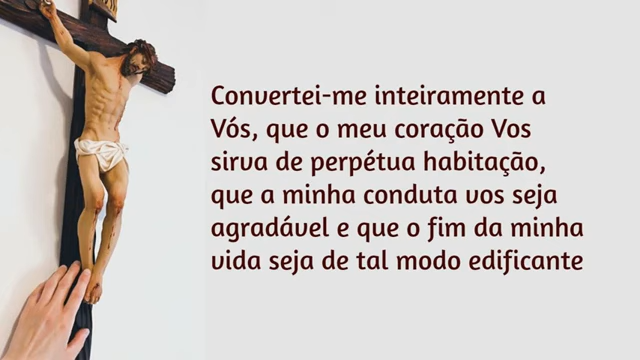 Convertei-me inteiramente a
Vós, que o meu coração Vos
sirva de perpétua habitação,
que a minha conduta vos seja
agradável e que o fim da minha
vida seja de tal modo edificante